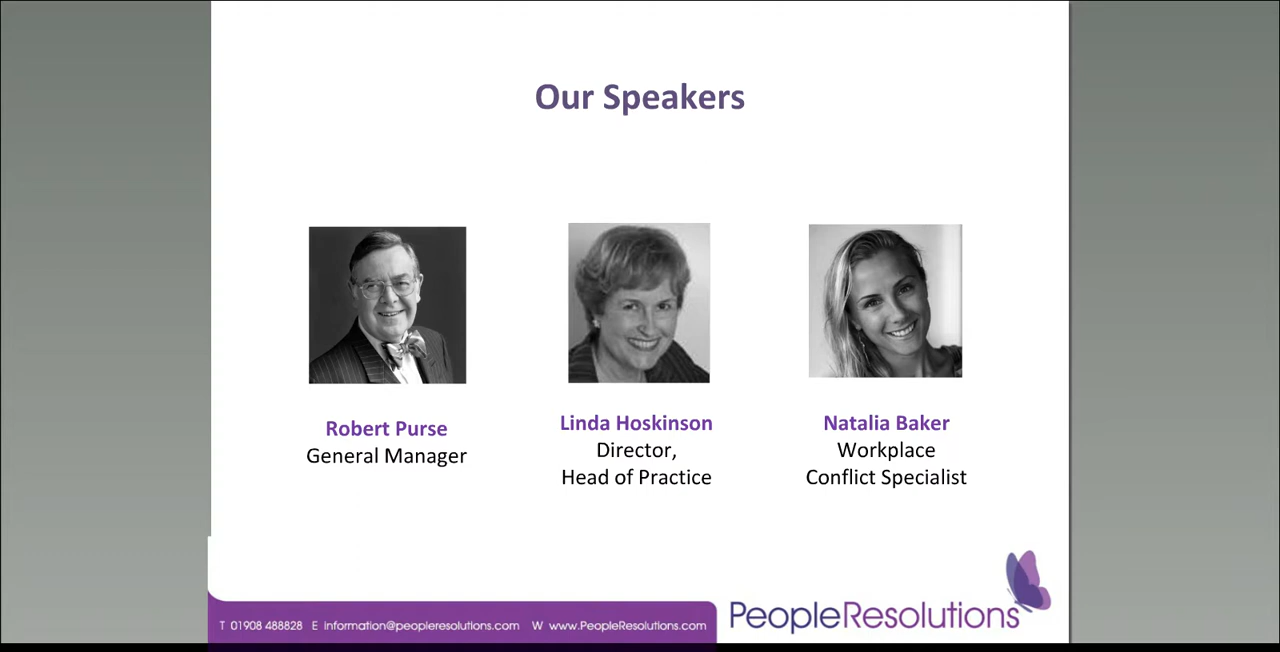 Our Speakers
Robert Purse
General Manager
Linda Hoskinson
Director,
Head of Practice
Natalia Baker
Workplace
Conflict Specialist
T 01908 488828 E information@peopleresolutions.com W www.PeopleResolutions.com
PeopleResolutions